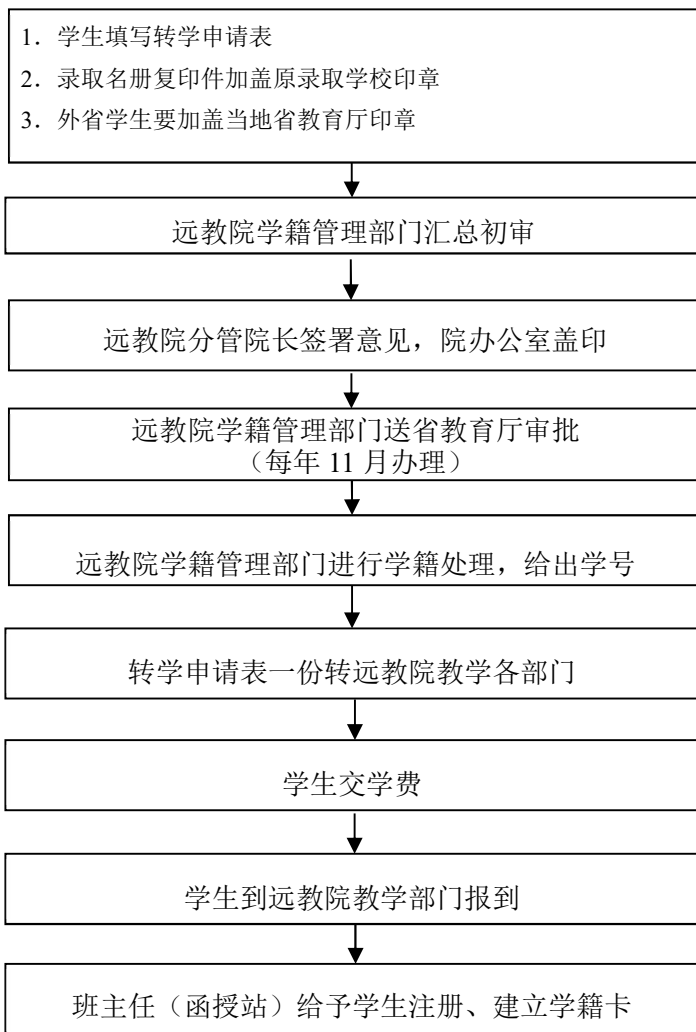 1．学生填写转学申请表
2．录取名册复印件加盖原录取学校印章
3．外省学生要加盖当地省教育厅印章
远教院学籍管理部门汇总初审
远教院分管院长签署意见，院办公室盖印
远教院学籍管理部门送省教育厅审批
（每年 11 月办理）
远教院学籍管理部门进行学籍处理，给出学号
转学申请表一份转远教院教学各部门
学生交学费
学生到远教院教学部门报到
班主任（函授站）给予学生注册、建立学籍卡